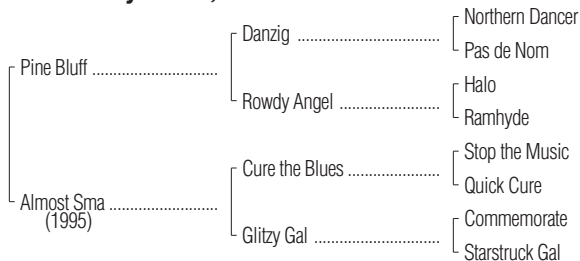 Northern Dancer
Danzig ..............................
Pas de Nom
Pine Bluff ..........................
Halo
Rowdy Angel ......................
Ramhyde
Stop the Music
Cure the Blues ...................
Quick Cure
Almost Sma .......................
(1995)
Commemorate
Glitzy Gal ..........................
Starstruck Gal